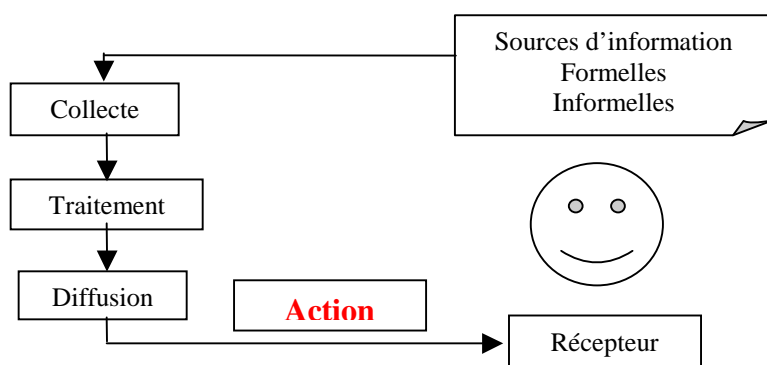 Sources d’information
Formelles
Informelles
Collecte
Traitement
Diffusion
Action
Récepteur